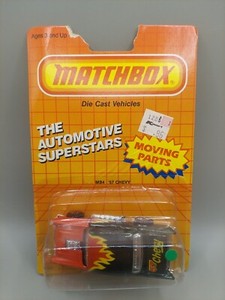 Ages 3 and Up
MATCHBOX
Die Cast Vehicles
THE
AUTOMOTIVE
SUPERSTARS
MOVING
PARTS
'57 CHEVY